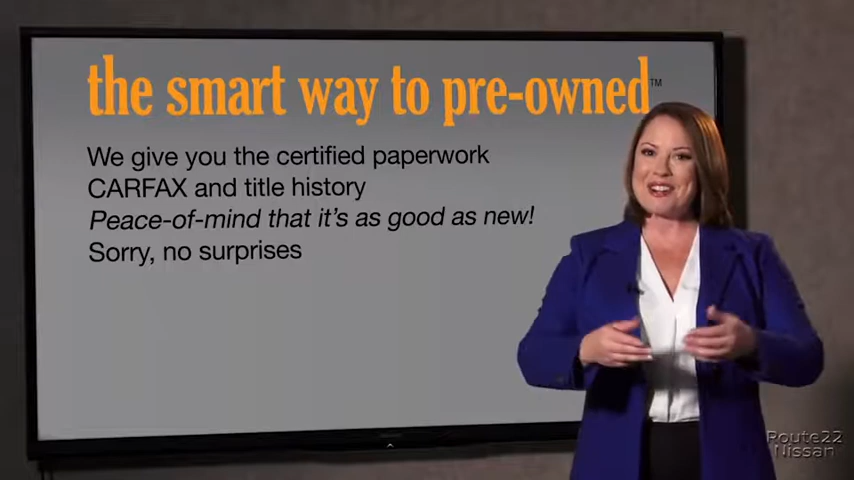 the smart way to pre-owned™
We give you the certified paperwork
CARFAX and title history
Peace-of-mind that it's as good as new!
Sorry, no surprises
Route22
Nissan